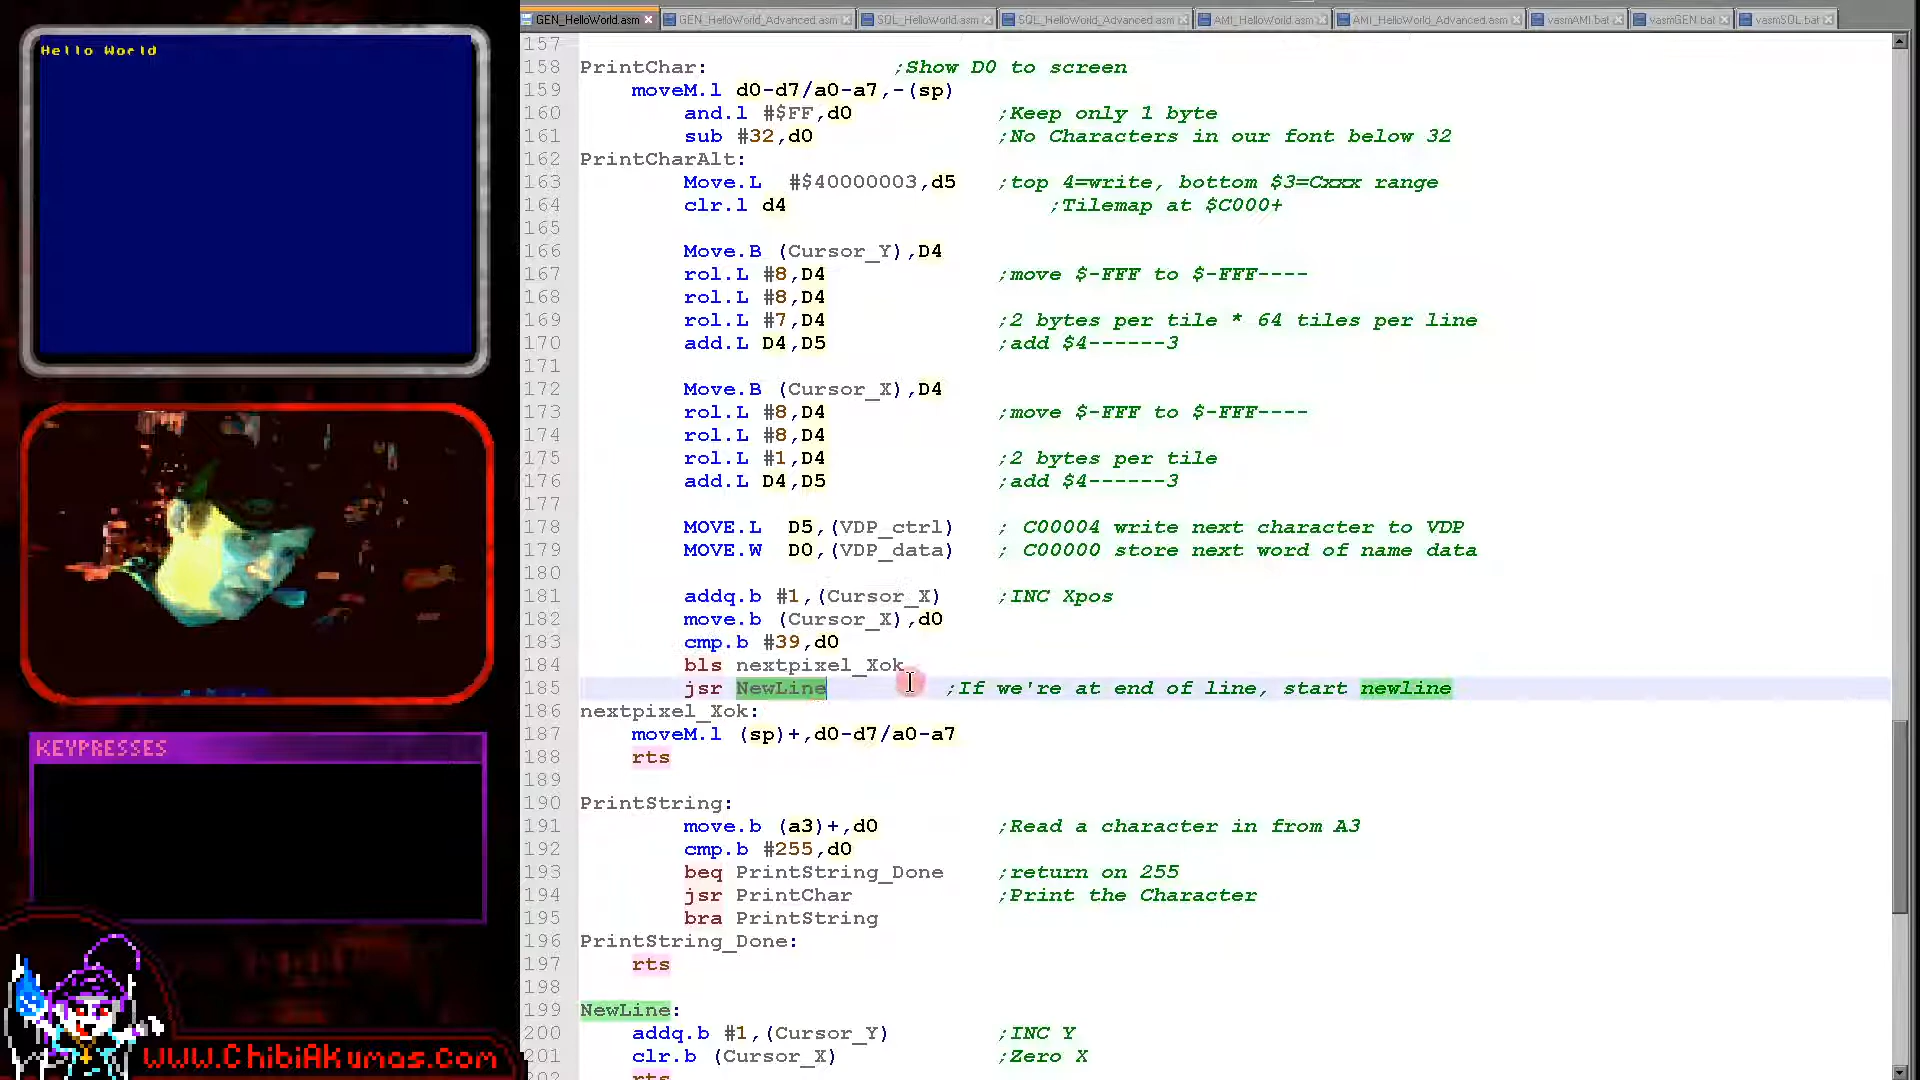 GEN_HelloWorld.asm GEN_HelloWorld_Advanced.asm SQL_HelloWorld.asm SQL_HelloWorld_Advanced.asm AMI_HelloWorld.asm AMI_HelloWorld_Advanced.asm vasmAMI.bat vasmGEN.bat vasmSQL.bat
Hello World
KEYPRESSES
www.ChibiAkumas.com
157
158 PrintChar: ;Show D0 to screen
159 moveM.l d0-d7/a0-a7,-(sp)
160 and.l #$FF,d0 ;Keep only 1 byte
161 sub #32,d0 ;No Characters in our font below 32
162 PrintCharAlt:
163 Move.L #$40000003,d5 ;top 4=write, bottom $3=Cxxx range
164 clr.l d4 ;Tilemap at $C000+
165
166 Move.B (Cursor_Y),D4
167 rol.L #8,D4 ;move $-FFF to $-FFF----
168 rol.L #8,D4
169 rol.L #7,D4 ;2 bytes per tile * 64 tiles per line
170 add.L D4,D5 ;add $4------3
171
172 Move.B (Cursor_X),D4
173 rol.L #8,D4 ;move $-FFF to $-FFF----
174 rol.L #8,D4
175 rol.L #1,D4 ;2 bytes per tile
176 add.L D4,D5 ;add $4------3
177
178 MOVE.L D5,(VDP_ctrl) ; C00004 write next character to VDP
179 MOVE.W D0,(VDP_data) ; C00000 store next word of name data
180
181 addq.b #1,(Cursor_X) ;INC Xpos
182 move.b (Cursor_X),d0
183 cmp.b #39,d0
184 bls nextpixel_Xok
185 jsr NewLine ;If we're at end of line, start newline
186 nextpixel_Xok:
187 moveM.l (sp)+,d0-d7/a0-a7
188 rts
189
190 PrintString:
191 move.b (a3)+,d0 ;Read a character in from A3
192 cmp.b #255,d0
193 beq PrintString_Done ;return on 255
194 jsr PrintChar ;Print the Character
195 bra PrintString
196 PrintString_Done:
197 rts
198
199 NewLine:
200 addq.b #1,(Cursor_Y) ;INC Y
201 clr.b (Cursor_X) ;Zero X
202 rts